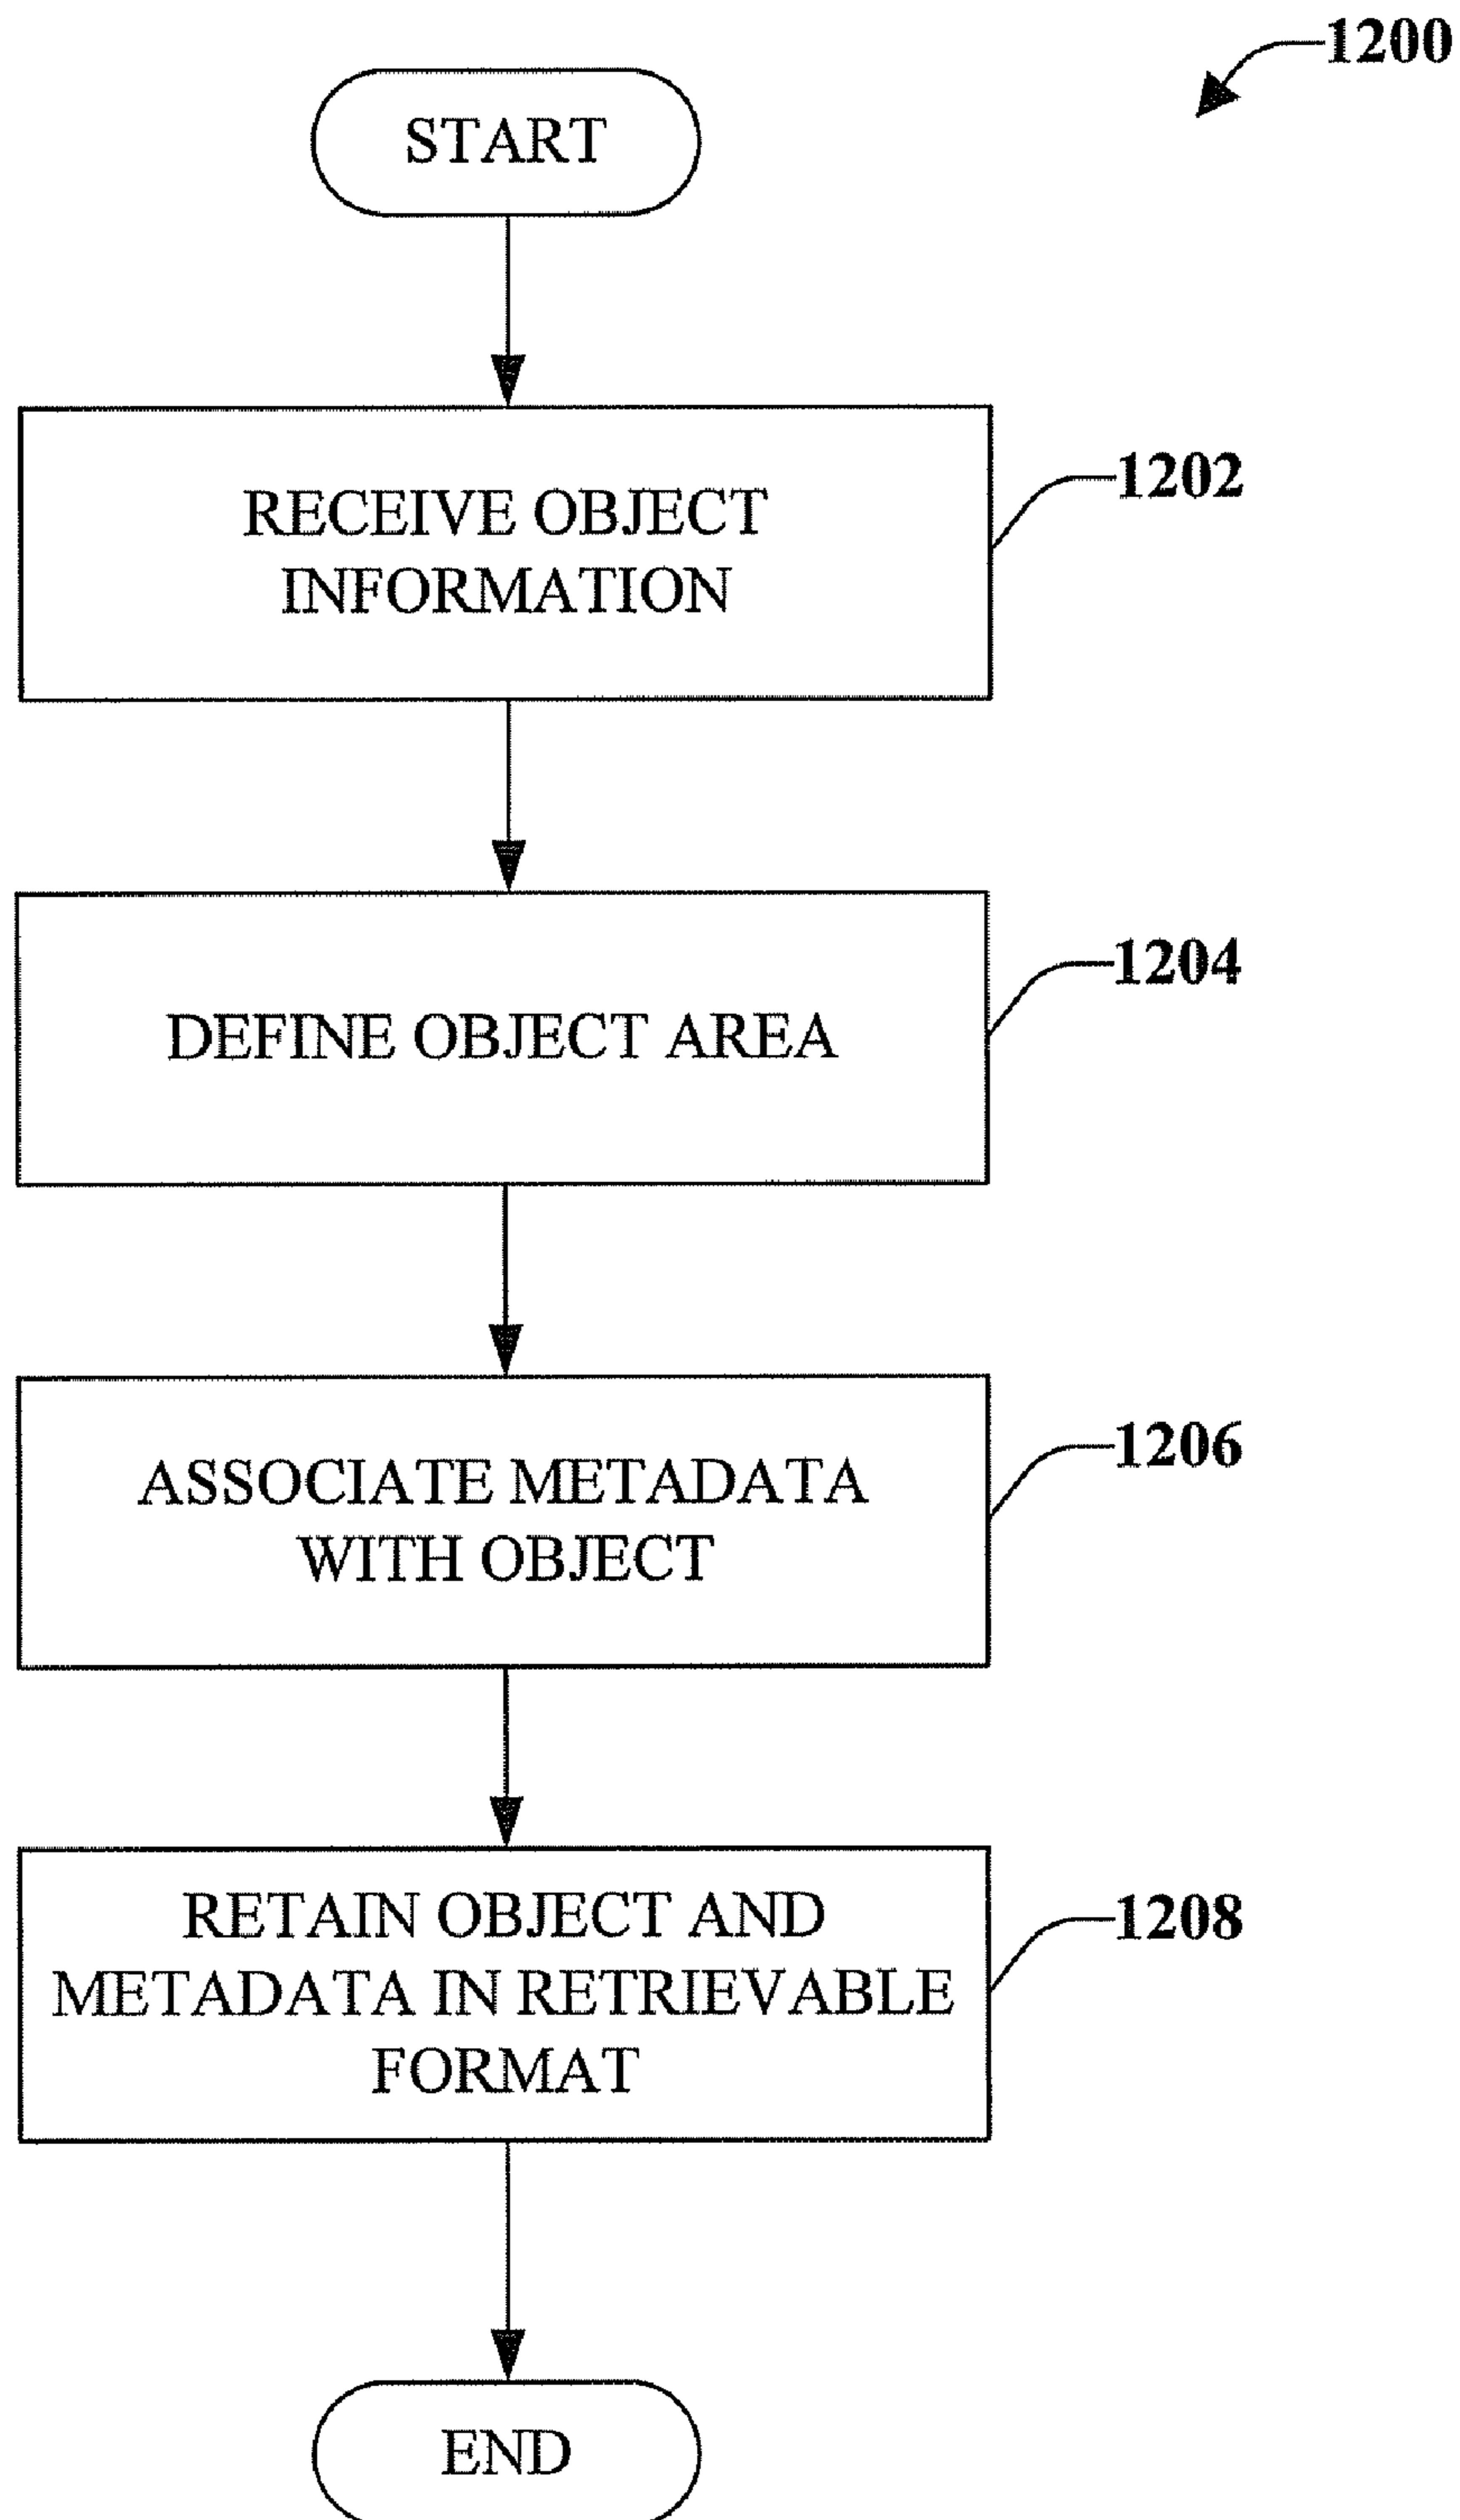 1200
START
RECEIVE OBJECT
INFORMATION
1202
DEFINE OBJECT AREA
1204
ASSOCIATE METADATA
WITH OBJECT
1206
RETAIN OBJECT AND
METADATA IN RETRIEVABLE
FORMAT
1208
END